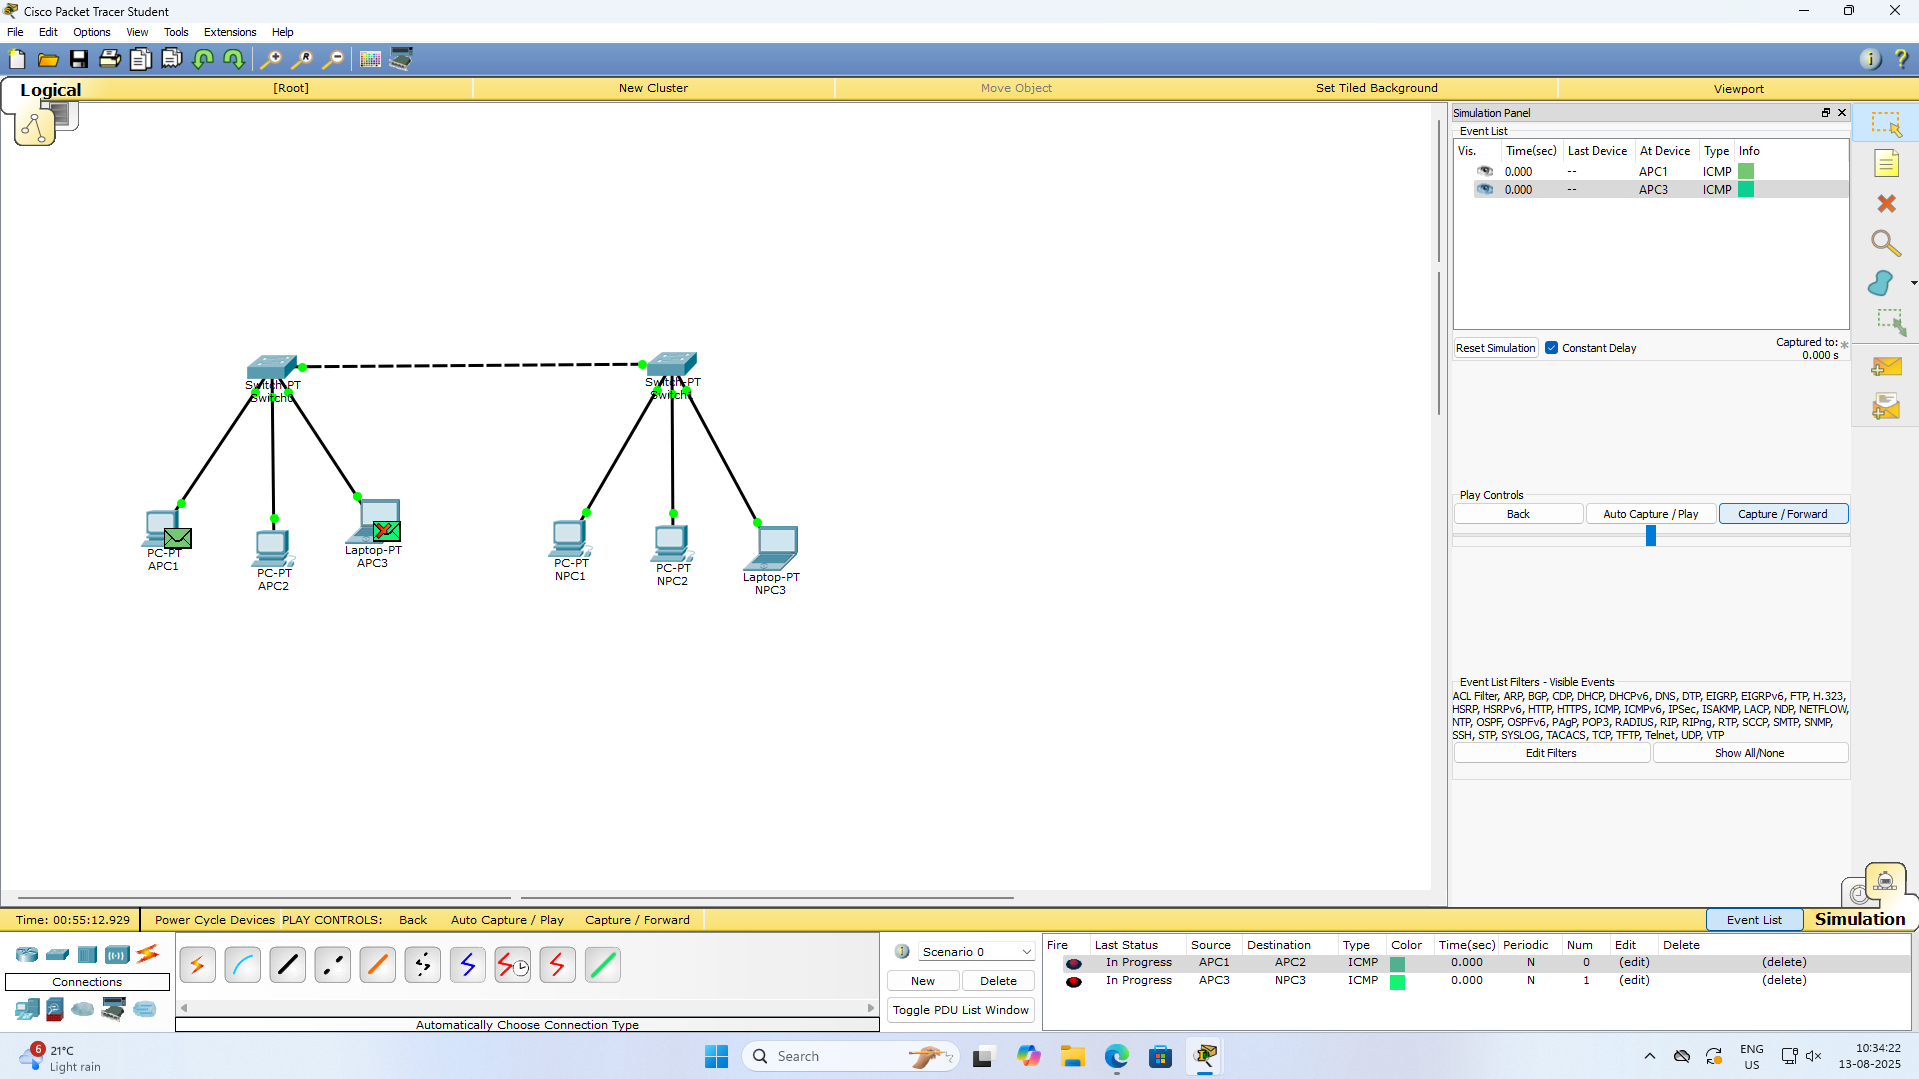 Cisco Packet Tracer Student
File Edit Options View Tools Extensions Help
Logical [Root] New Cluster Move Object Set Tiled Background Viewport
Simulation Panel
Event List
Vis. Time(sec) Last Device At Device Type Info
0.000 -- APC1 ICMP
0.000 -- APC3 ICMP
Reset Simulation Constant Delay Captured to:
0.000 s
Switch-PT
Switch0
Switch-PT
PC-PT
APC1
PC-PT
APC2
Laptop-PT
APC3
PC-PT
NPC1
PC-PT
NPC2
Laptop-PT
NPC3
Play Controls
Back Auto Capture / Play Capture / Forward
Event List Filters - Visible Events
ACL Filter, ARP, BGP, CDP, DHCP, DHCPv6, DNS, DTP, EIGRP, EIGRPv6, FTP, H.323,
HSRP, HSRPv6, HTTP, HTTPS, ICMP, ICMPv6, IPSec, ISAKMP, LACP, NDP, NETFLOW,
NTP, OSPF, OSPFv6, PAgP, POP3, RADIUS, RIP, RIPng, RTP, SCCP, SMTP, SNMP,
SSH, STP, SYSLOG, TACACS, TCP, TFTP, Telnet, UDP, VTP
Edit Filters Show All/None
Time: 00:55:12.929 Power Cycle Devices PLAY CONTROLS: Back Auto Capture / Play Capture / Forward Event List Simulation
Connections
Automatically Choose Connection Type
Scenario 0
New Delete
Toggle PDU List Window
Fire Last Status Source Destination Type Color Time(sec) Periodic Num Edit Delete
In Progress APC1 APC2 ICMP 0.000 N 0 (edit) (delete)
In Progress APC3 NPC3 ICMP 0.000 N 1 (edit) (delete)
6
21°C
Light rain
Search
ENG
US
10:34:22
13-08-2025